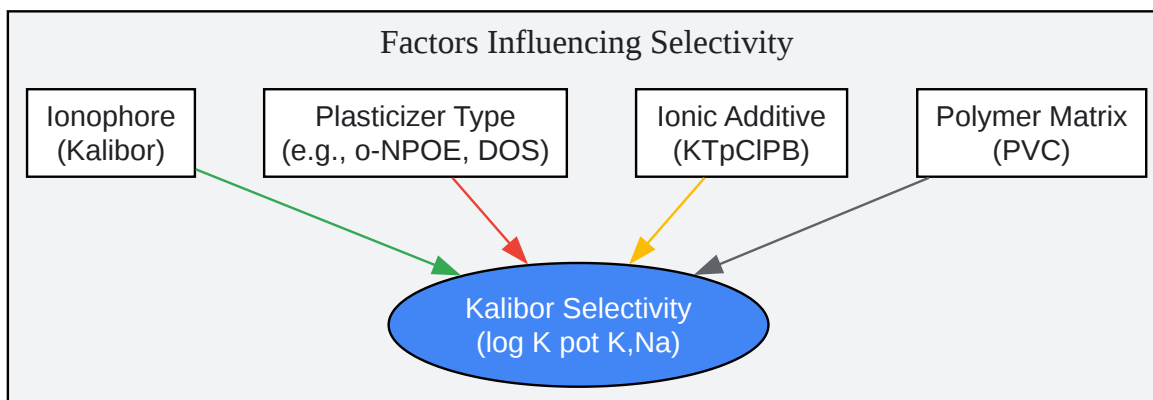 Factors Influencing Selectivity
Ionophore
(Kalibor)
Plasticizer Type
(e.g., o-NPOE, DOS)
Ionic Additive
(KTpClPB)
Polymer Matrix
(PVC)
Kalibor Selectivity
(log K pot K,Na)